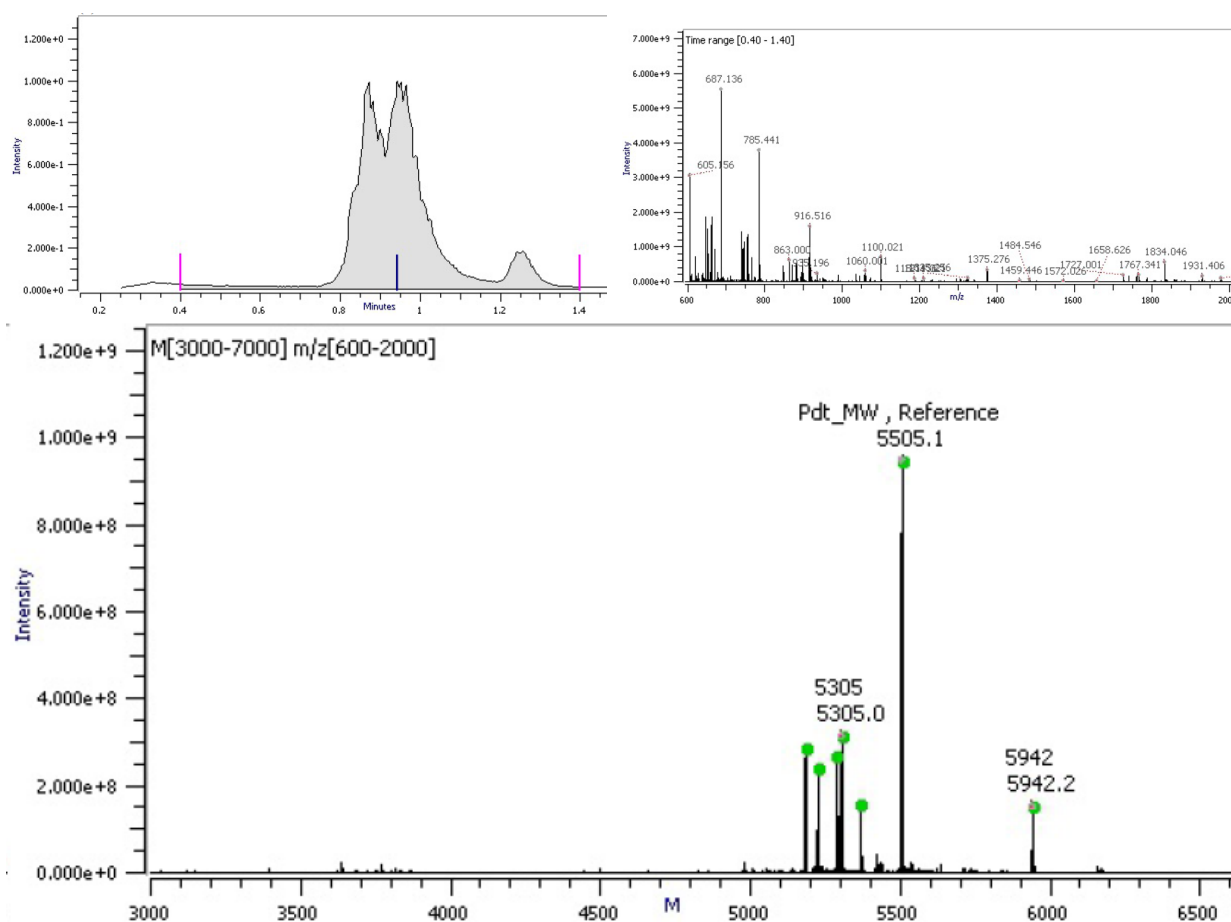 1.200e+0
1.000e+0
8.000e-1
6.000e-1
4.000e-1
2.000e-1
0.000e+0
Intensity
0.2
0.4
0.6
0.8
1
1.2
1.4
Minutes
Time range [0.40 - 1.40]
7.000e+9
6.000e+9
5.000e+9
4.000e+9
3.000e+9
2.000e+9
1.000e+9
0.000e+0
Intensity
687.136
605.156
785.441
916.516
863.000
935.196
1060.001
1100.021
1375.276
1484.546
1459.446
1572.026
1658.626
1727.001
1767.341
1834.046
1931.406
600
800
1000
1200
1400
1600
1800
m/z
M[3000-7000] m/z[600-2000]
1.200e+9
1.000e+9
8.000e+8
6.000e+8
4.000e+8
2.000e+8
0.000e+0
Intensity
Pdt_MW , Reference
5505.1
5305
5305.0
5942
5942.2
3000
3500
4000
4500
5000
5500
6000
6500
M